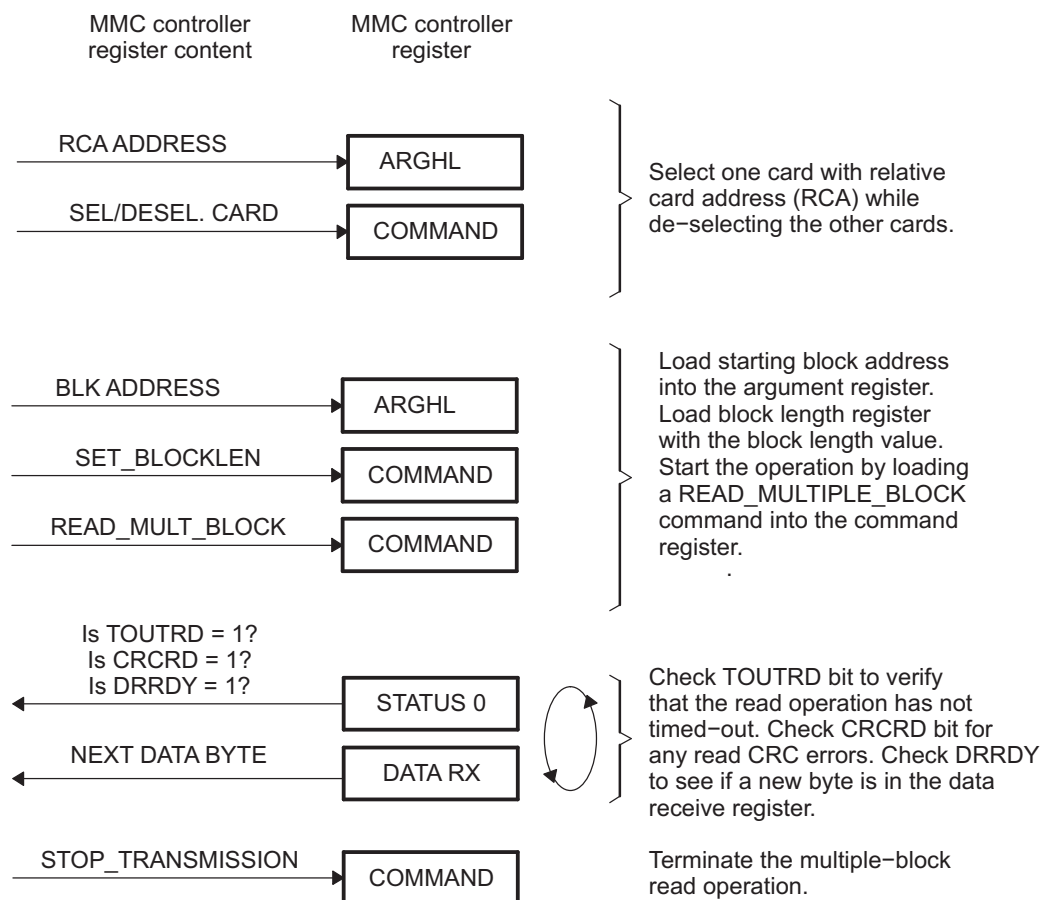 MMC controller
register content
MMC controller
register
RCA ADDRESS
ARGHL
SEL/DESEL. CARD
COMMAND
Select one card with relative
card address (RCA) while
de−selecting the other cards.
BLK ADDRESS
ARGHL
SET_BLOCKLEN
COMMAND
READ_MULT_BLOCK
COMMAND
Load starting block address
into the argument register.
Load block length register
with the block length value.
Start the operation by loading
a READ_MULTIPLE_BLOCK
command into the command
register.
.
Is TOUTRD = 1?
Is CRCRD = 1?
Is DRRDY = 1?
STATUS 0
NEXT DATA BYTE
DATA RX
Check TOUTRD bit to verify
that the read operation has not
timed−out. Check CRCRD bit for
any read CRC errors. Check DRRDY
to see if a new byte is in the data
receive register.
STOP_TRANSMISSION
COMMAND
Terminate the multiple−block
read operation.